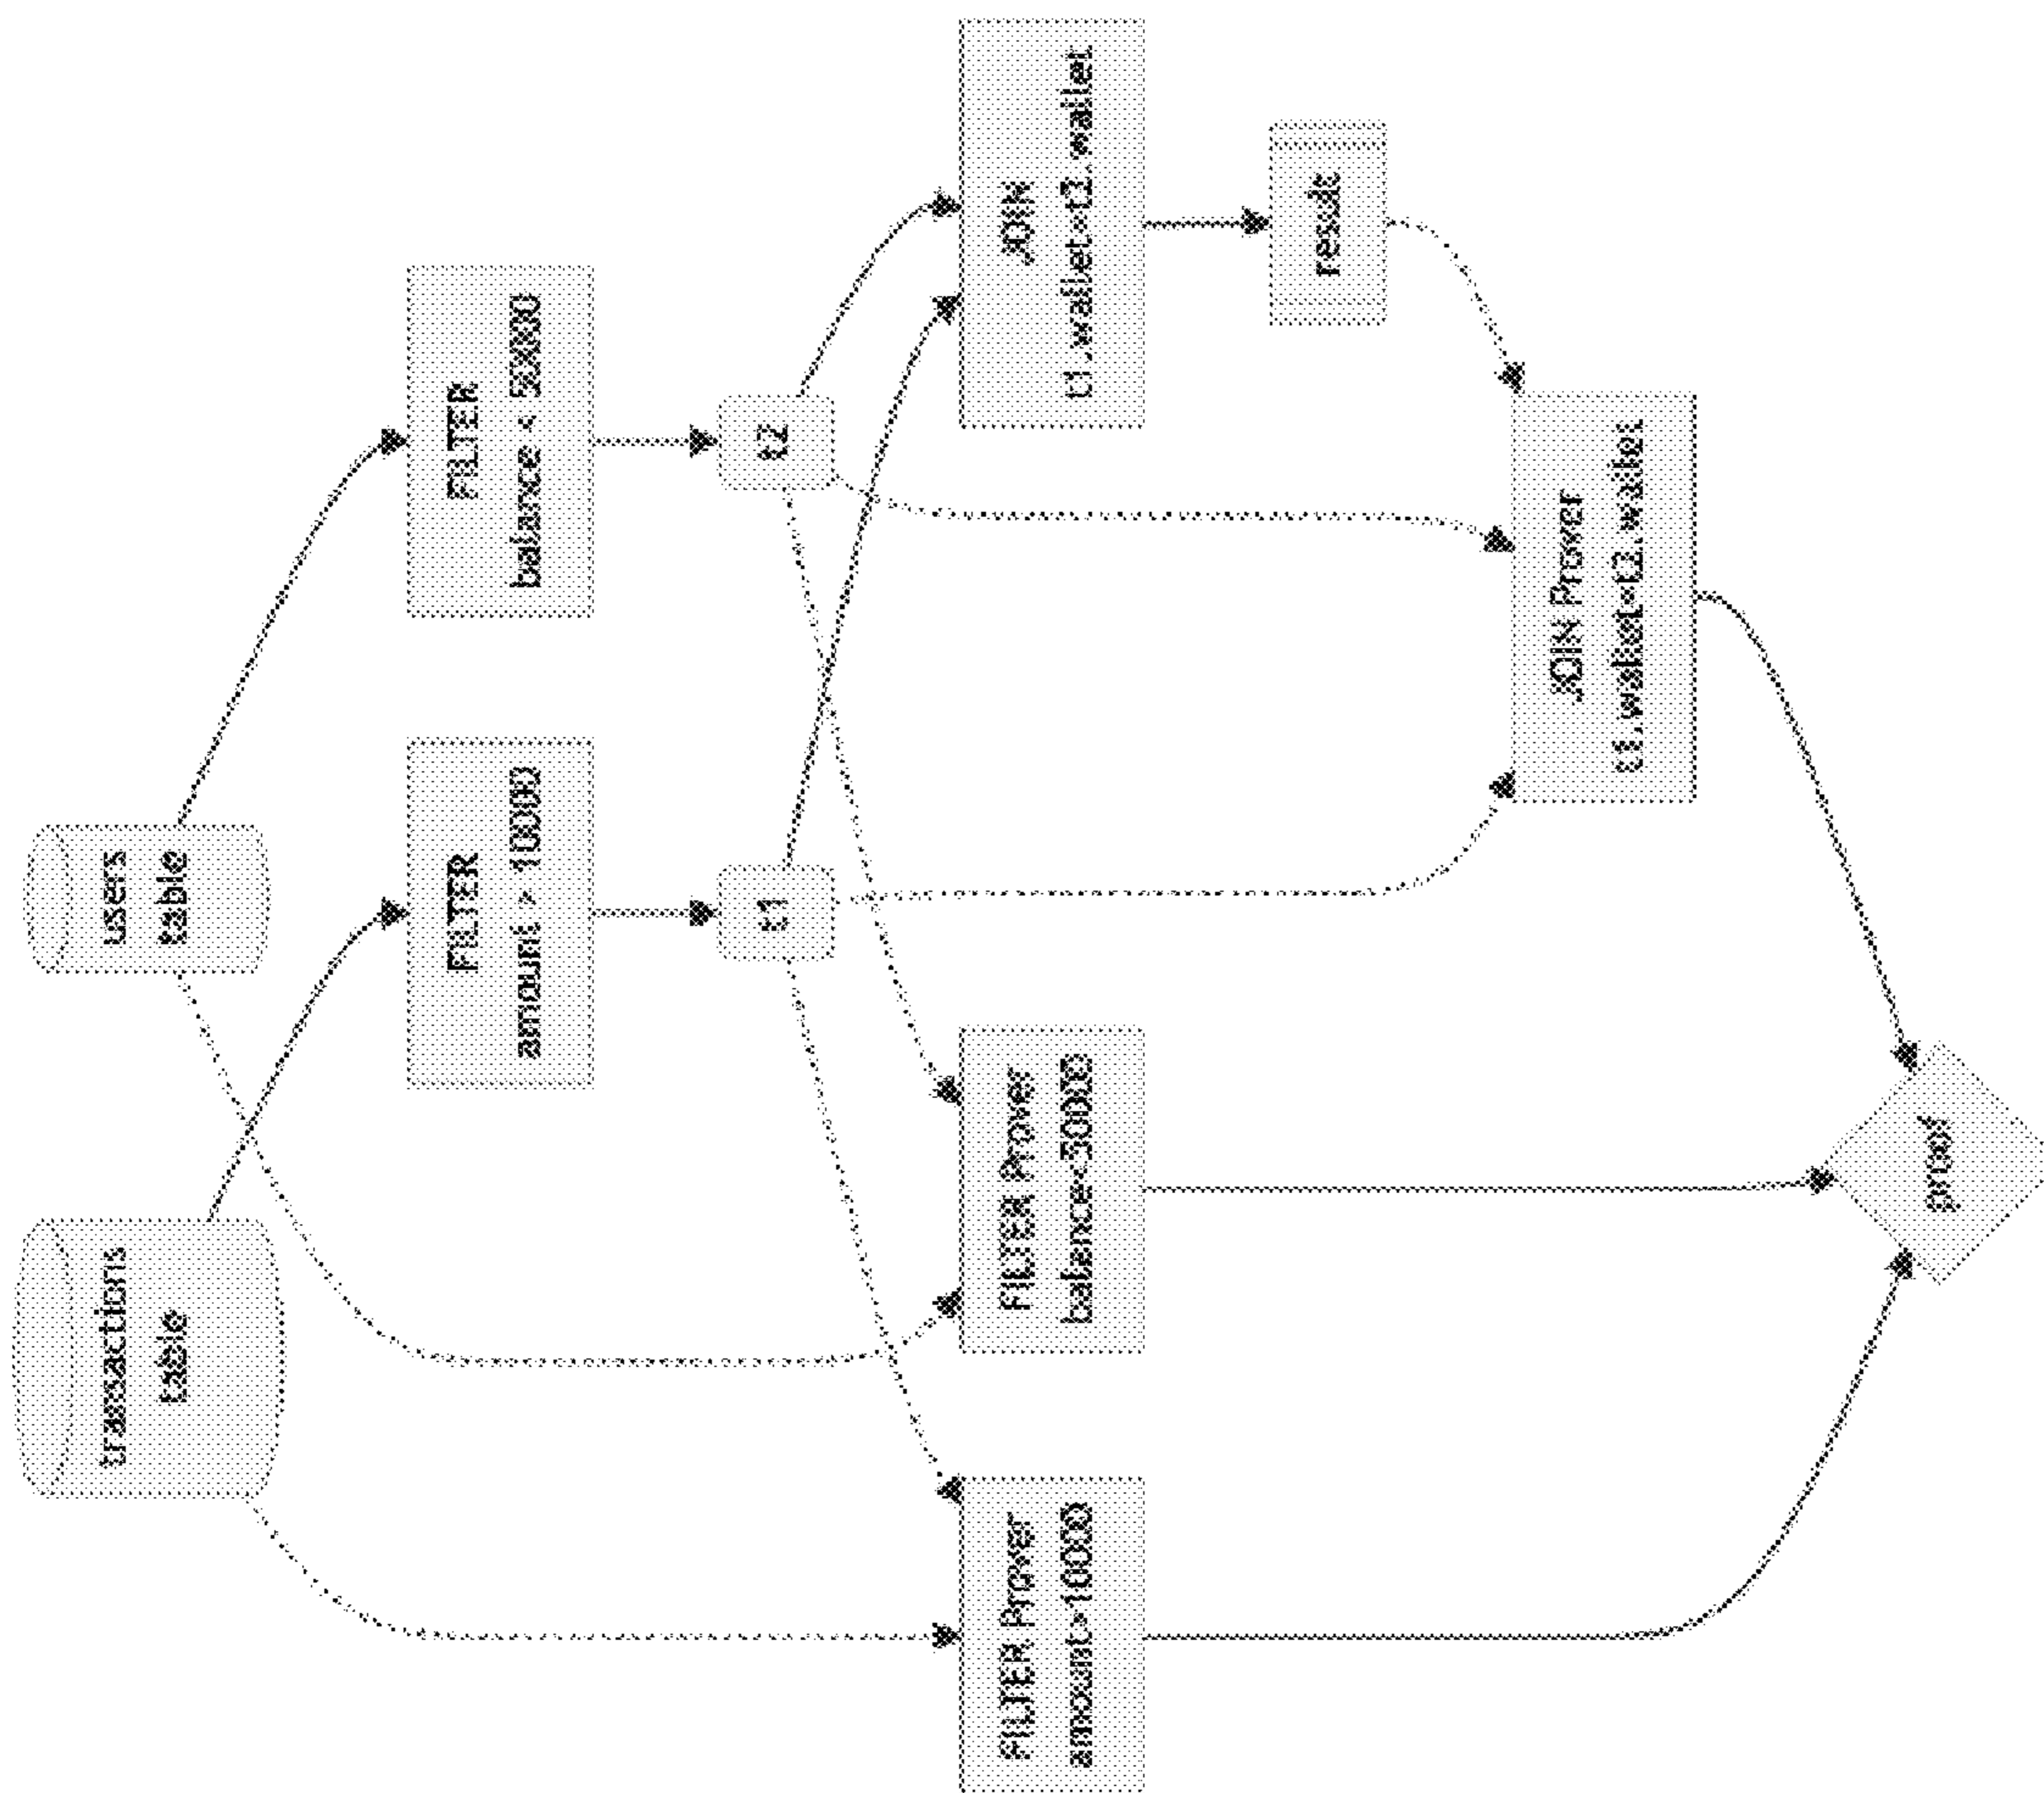 transactions
table
users
table
FILTER
amount > 10000
FILTER
balance < 50000
t1
t2
FILTER Prover
amount>10000
FILTER Prover
balance<50000
JOIN
t1.wallet=t2.wallet
result
JOIN Prover
t1.wallet=t2.wallet
proof